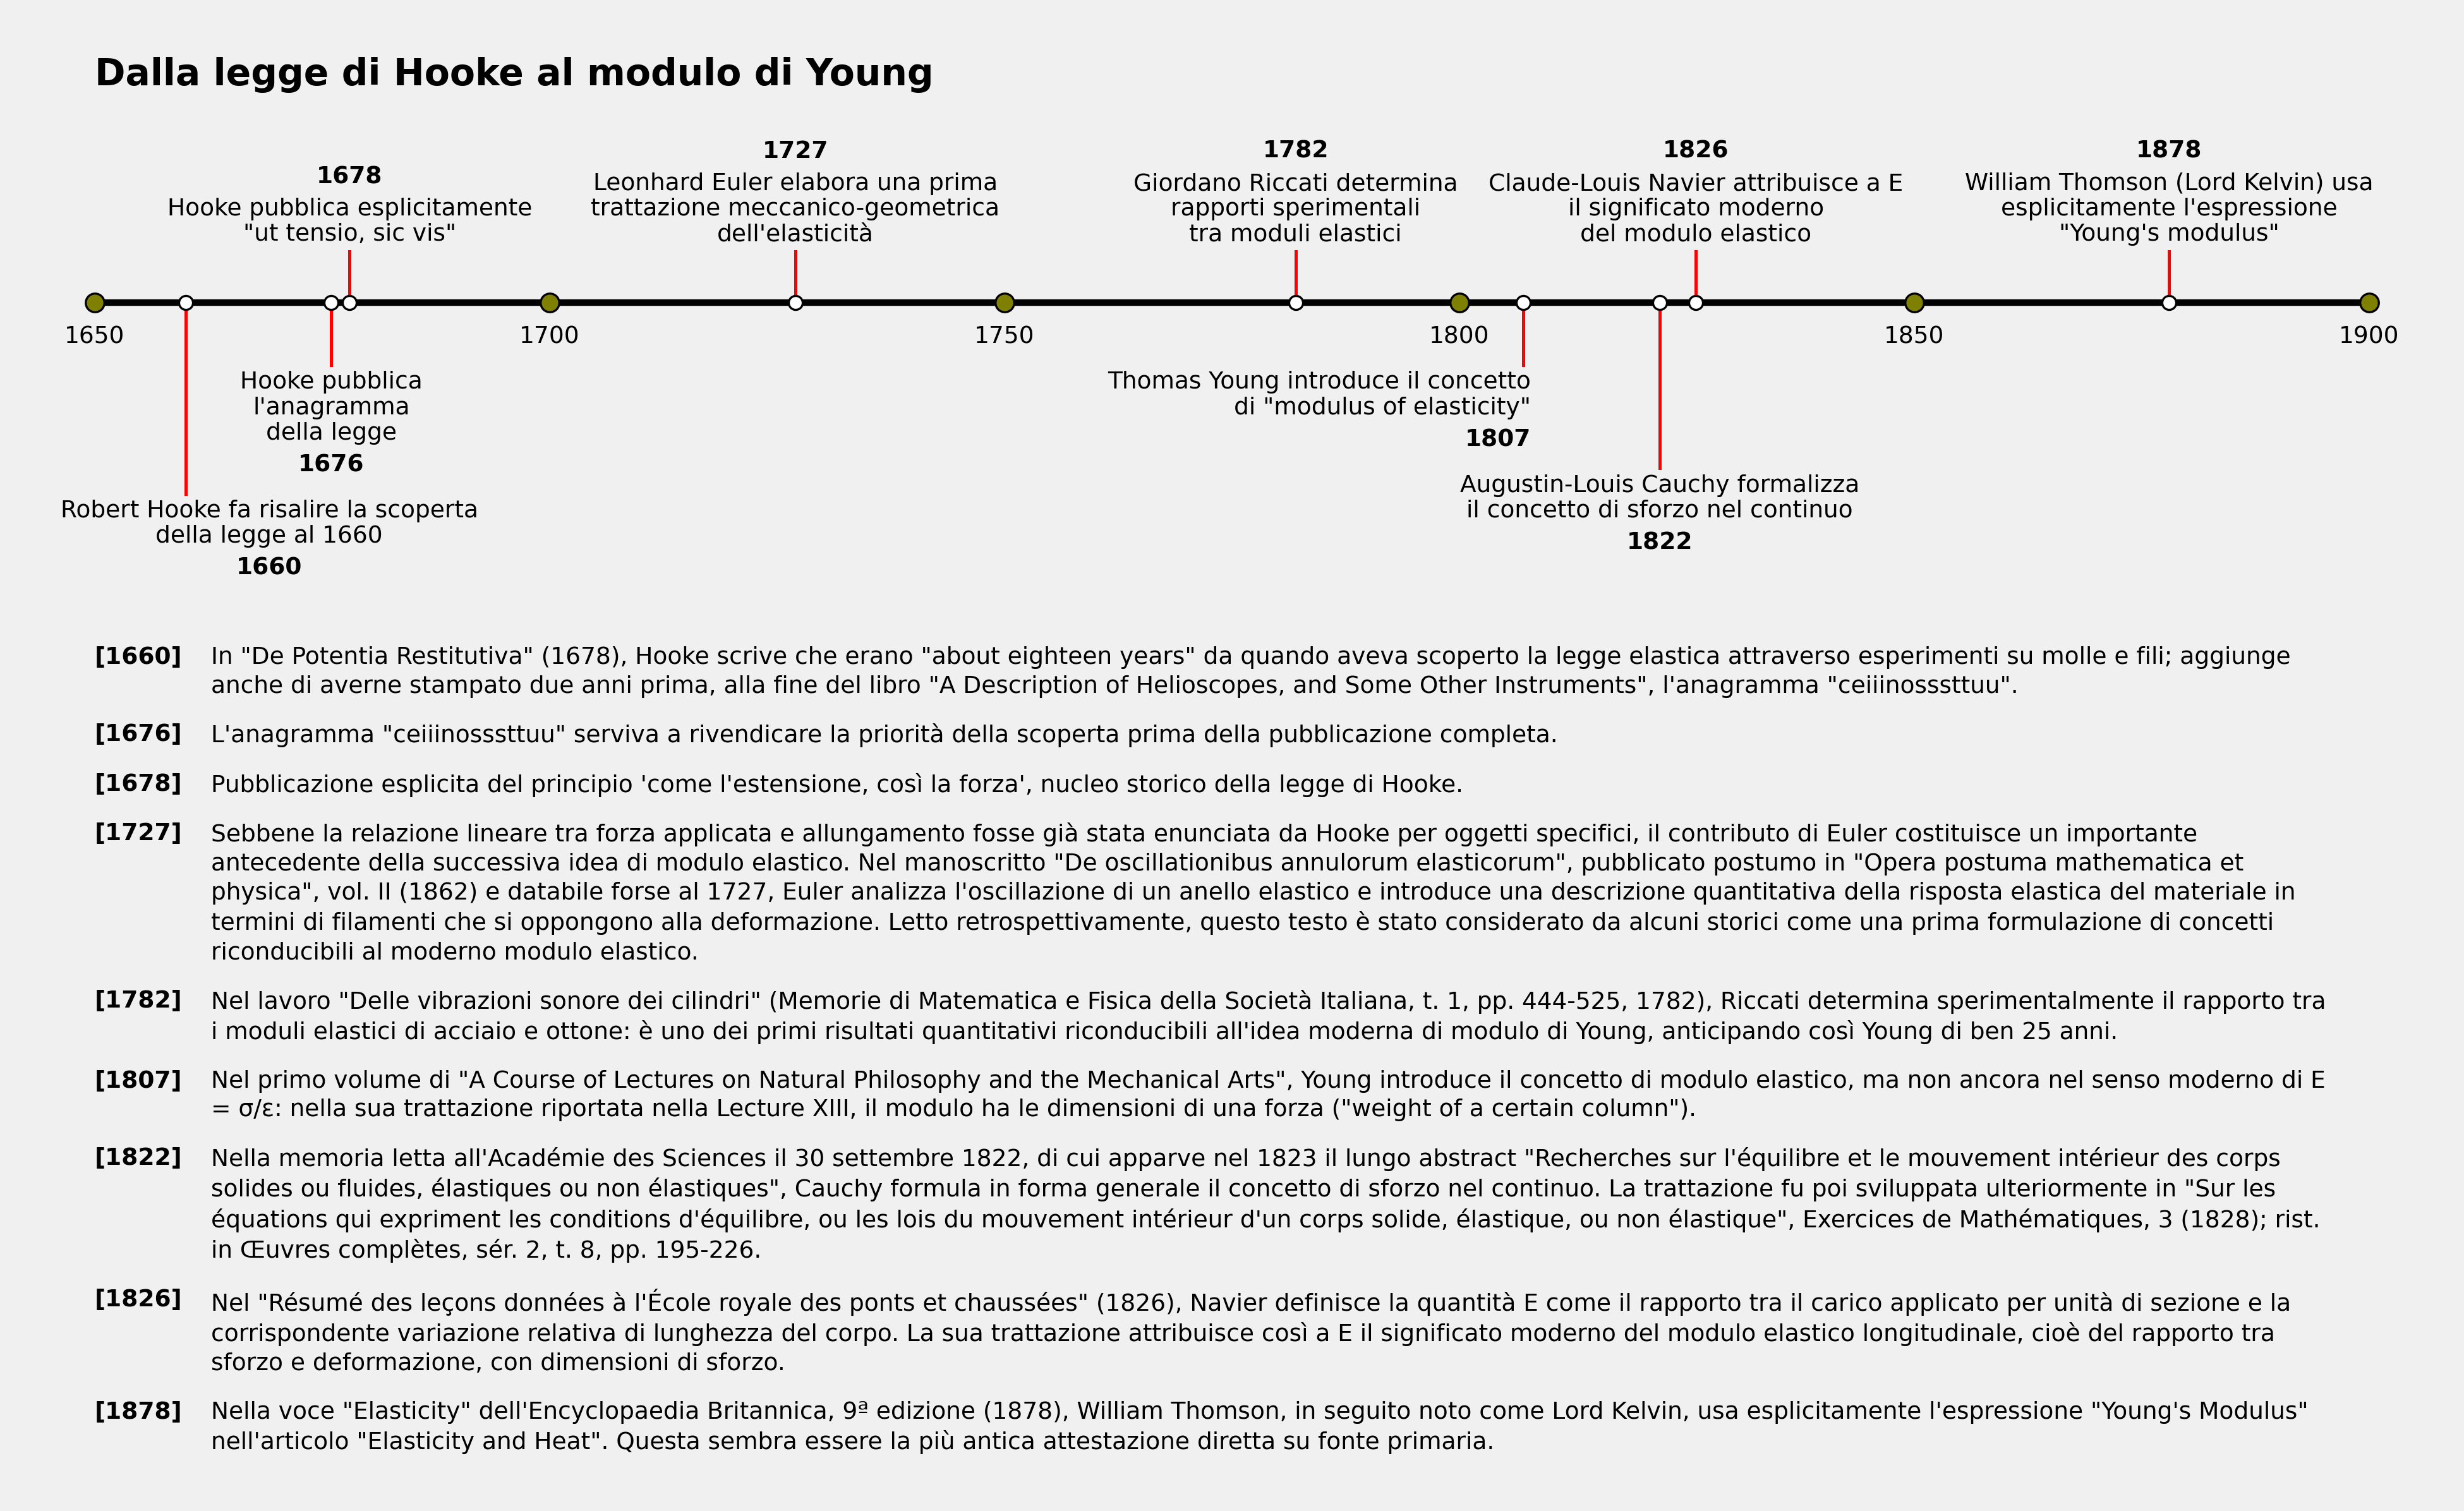 Dalla legge di Hooke al modulo di Young
1678
Hooke pubblica esplicitamente
"ut tensio, sic vis"
1727
Leonhard Euler elabora una prima
trattazione meccanico-geometrica
dell'elasticità
1782
Giordano Riccati determina
rapporti sperimentali
tra moduli elastici
1826
Claude-Louis Navier attribuisce a E
il significato moderno
del modulo elastico
1878
William Thomson (Lord Kelvin) usa
esplicitamente l'espressione
"Young's modulus"
1650
1700
1750
1800
1850
1900
Hooke pubblica
l'anagramma
della legge
1676
Robert Hooke fa risalire la scoperta
della legge al 1660
1660
Thomas Young introduce il concetto
di "modulus of elasticity"
1807
Augustin-Louis Cauchy formalizza
il concetto di sforzo nel continuo
1822
[1660] In "De Potentia Restitutiva" (1678), Hooke scrive che erano "about eighteen years" da quando aveva scoperto la legge elastica attraverso esperimenti su molle e fili; aggiunge
anche di averne stampato due anni prima, alla fine del libro "A Description of Helioscopes, and Some Other Instruments", l'anagramma "ceiiinosssttuu".
[1676] L'anagramma "ceiiinosssttuu" serviva a rivendicare la priorità della scoperta prima della pubblicazione completa.
[1678] Pubblicazione esplicita del principio 'come l'estensione, così la forza', nucleo storico della legge di Hooke.
[1727] Sebbene la relazione lineare tra forza applicata e allungamento fosse già stata enunciata da Hooke per oggetti specifici, il contributo di Euler costituisce un importante
antecedente della successiva idea di modulo elastico. Nel manoscritto "De oscillationibus annulorum elasticorum", pubblicato postumo in "Opera postuma mathematica et
physica", vol. II (1862) e databile forse al 1727, Euler analizza l'oscillazione di un anello elastico e introduce una descrizione quantitativa della risposta elastica del materiale in
termini di filamenti che si oppongono alla deformazione. Letto retrospettivamente, questo testo è stato considerato da alcuni storici come una prima formulazione di concetti
riconducibili al moderno modulo elastico.
[1782] Nel lavoro "Delle vibrazioni sonore dei cilindri" (Memorie di Matematica e Fisica della Società Italiana, t. 1, pp. 444-525, 1782), Riccati determina sperimentalmente il rapporto tra
i moduli elastici di acciaio e ottone: è uno dei primi risultati quantitativi riconducibili all'idea moderna di modulo di Young, anticipando così Young di ben 25 anni.
[1807] Nel primo volume di "A Course of Lectures on Natural Philosophy and the Mechanical Arts", Young introduce il concetto di modulo elastico, ma non ancora nel senso moderno di E
= σ/ε: nella sua trattazione riportata nella Lecture XIII, il modulo ha le dimensioni di una forza ("weight of a certain column").
[1822] Nella memoria letta all'Académie des Sciences il 30 settembre 1822, di cui apparve nel 1823 il lungo abstract "Recherches sur l'équilibre et le mouvement intérieur des corps
solides ou fluides, élastiques ou non élastiques", Cauchy formula in forma generale il concetto di sforzo nel continuo. La trattazione fu poi sviluppata ulteriormente in "Sur les
équations qui expriment les conditions d'équilibre, ou les lois du mouvement intérieur d'un corps solide, élastique, ou non élastique", Exercices de Mathématiques, 3 (1828); rist.
in Œuvres complètes, sér. 2, t. 8, pp. 195-226.
[1826] Nel "Résumé des leçons données à l'École royale des ponts et chaussées" (1826), Navier definisce la quantità E come il rapporto tra il carico applicato per unità di sezione e la
corrispondente variazione relativa di lunghezza del corpo. La sua trattazione attribuisce così a E il significato moderno del modulo elastico longitudinale, cioè del rapporto tra
sforzo e deformazione, con dimensioni di sforzo.
[1878] Nella voce "Elasticity" dell'Encyclopaedia Britannica, 9ª edizione (1878), William Thomson, in seguito noto come Lord Kelvin, usa esplicitamente l'espressione "Young's Modulus"
nell'articolo "Elasticity and Heat". Questa sembra essere la più antica attestazione diretta su fonte primaria.